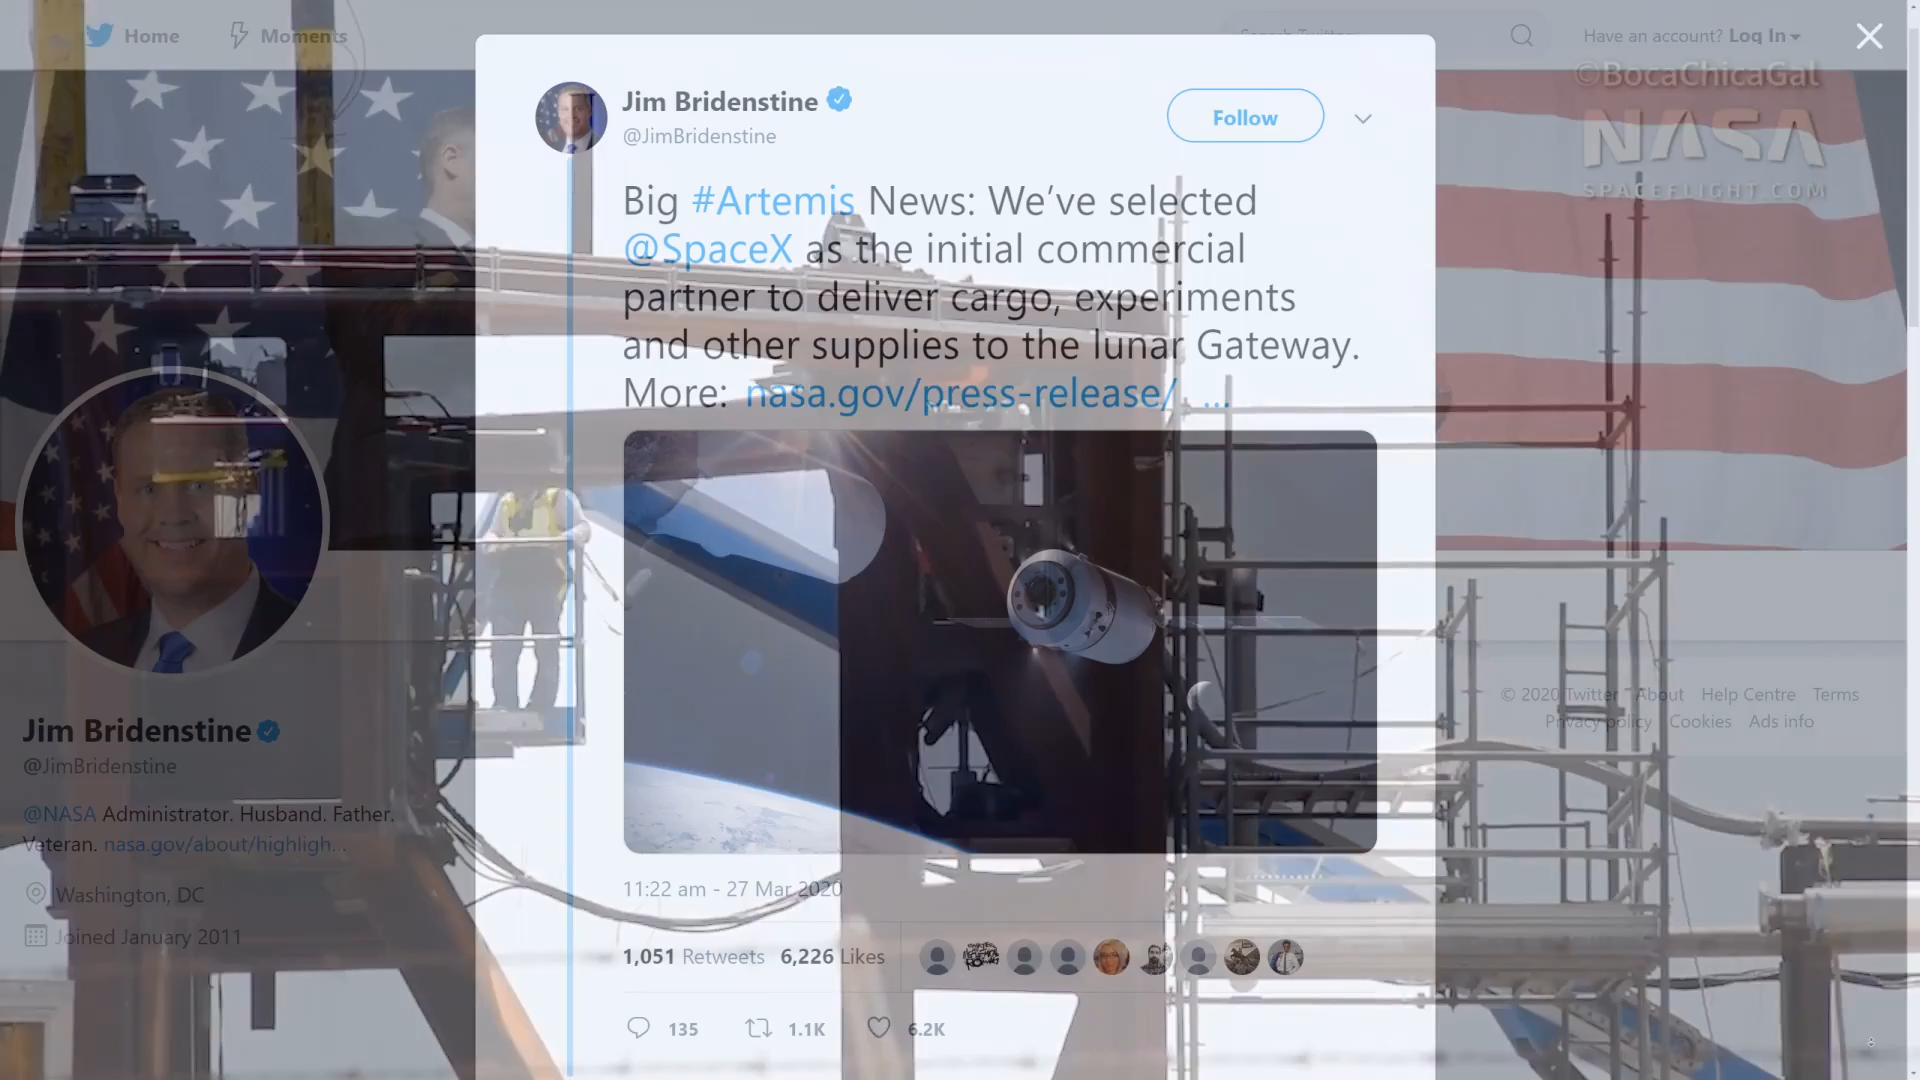 Home
Moments
Search Twitter
Have an account? Log In
©BocaChicaGal
NASA
SPACEFLIGHT.COM
Jim Bridenstine
@JimBridenstine
Follow
Big #Artemis News: We've selected
@SpaceX as the initial commercial
partner to deliver cargo, experiments
and other supplies to the lunar Gateway.
More: nasa.gov/press-release/ ...
11:22 am - 27 Mar 2020
1,051 Retweets 6,226 Likes
135 1.1K 6.2K
Jim Bridenstine
@JimBridenstine
@NASA Administrator. Husband. Father.
Veteran. nasa.gov/about/highligh...
Washington, DC
Joined January 2011
© 2020 Twitter About Help Centre Terms
Privacy policy Cookies Ads info